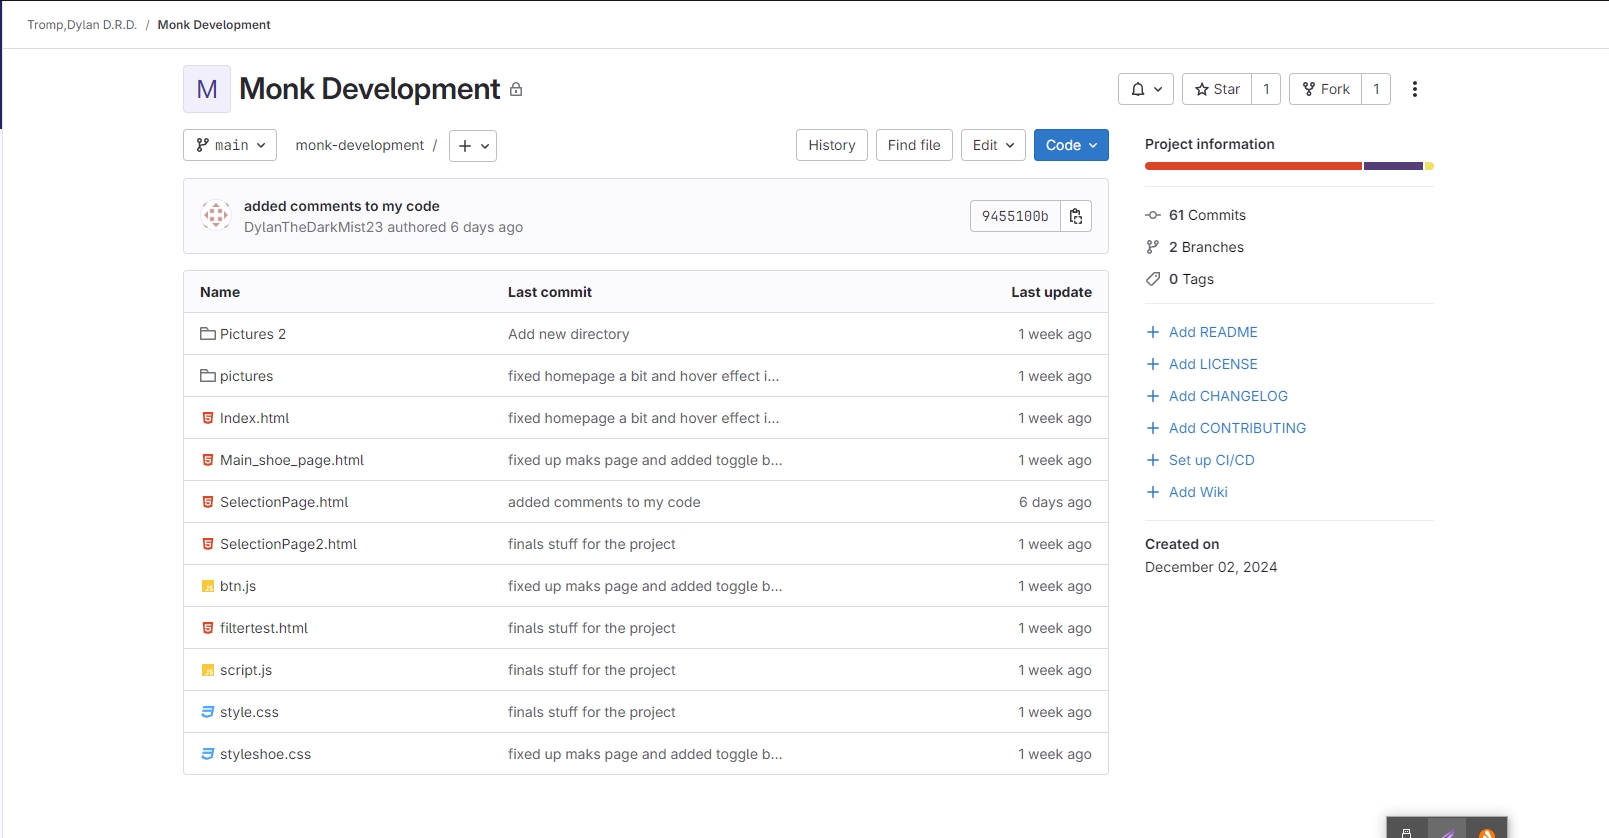 Tromp,Dylan D.R.D. / Monk Development
M Monk Development
Star 1 Fork 1
main monk-development / + History Find file Edit Code
added comments to my code
DylanTheDarkMist23 authored 6 days ago
9455100b
Name Last commit Last update
Pictures 2 Add new directory 1 week ago
pictures fixed homepage a bit and hover effect i... 1 week ago
Index.html fixed homepage a bit and hover effect i... 1 week ago
Main_shoe_page.html fixed up maks page and added toggle b... 1 week ago
SelectionPage.html added comments to my code 6 days ago
SelectionPage2.html finals stuff for the project 1 week ago
btn.js fixed up maks page and added toggle b... 1 week ago
filtertest.html finals stuff for the project 1 week ago
script.js finals stuff for the project 1 week ago
style.css finals stuff for the project 1 week ago
styleshoe.css fixed up maks page and added toggle b... 1 week ago
Project information
61 Commits
2 Branches
0 Tags
+ Add README
+ Add LICENSE
+ Add CHANGELOG
+ Add CONTRIBUTING
+ Set up CI/CD
+ Add Wiki
Created on
December 02, 2024